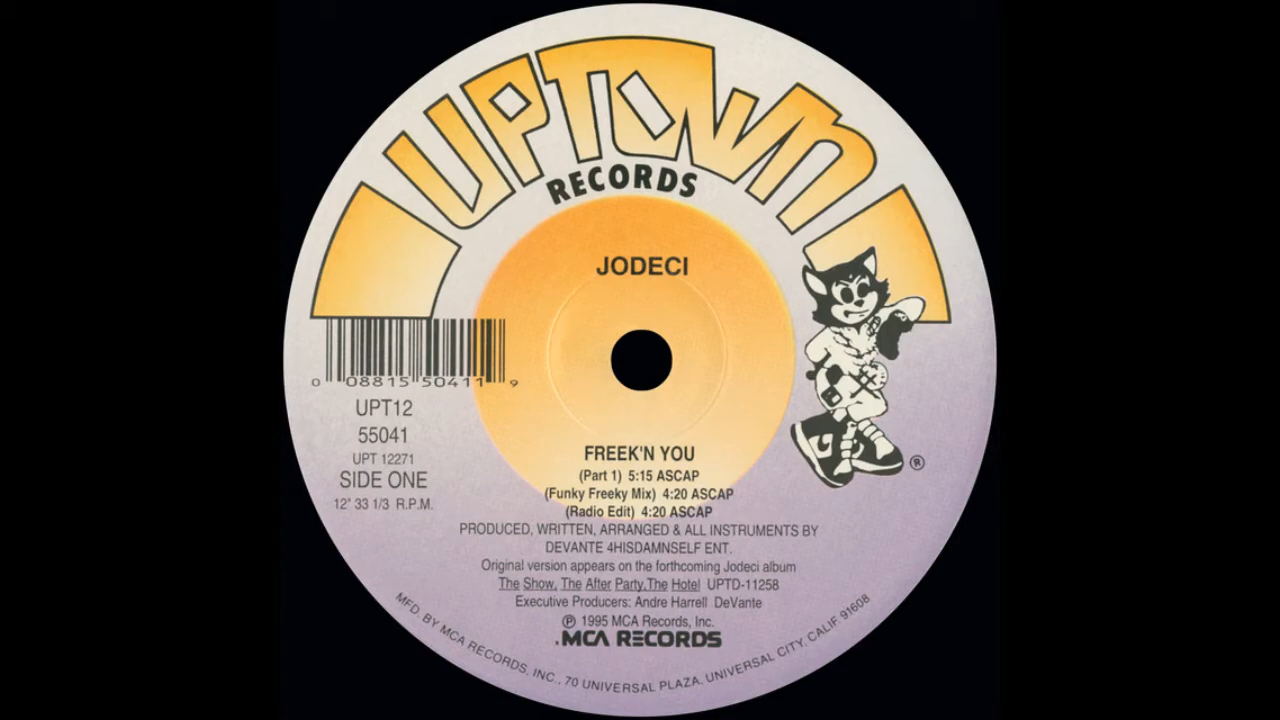 UPTOWN
RECORDS
JODECI
0 08815 50411 9
UPT12
55041
UPT 12271
SIDE ONE
12" 33 1/3 R.P.M.
FREEK'N YOU
(Part 1) 5:15 ASCAP
(Funky Freeky Mix) 4:20 ASCAP
(Radio Edit) 4:20 ASCAP
PRODUCED, WRITTEN, ARRANGED & ALL INSTRUMENTS BY
DEVANTE 4HISDAMNSELF ENT.
Original version appears on the forthcoming Jodeci album
The Show, The After Party,The Hotel UPTD-11258
Executive Producers: Andre Harrell DeVante
℗ 1995 MCA Records, Inc.
.MCA RECORDS
MFD. BY MCA RECORDS, INC., 70 UNIVERSAL PLAZA, UNIVERSAL CITY, CALIF. 91608
®